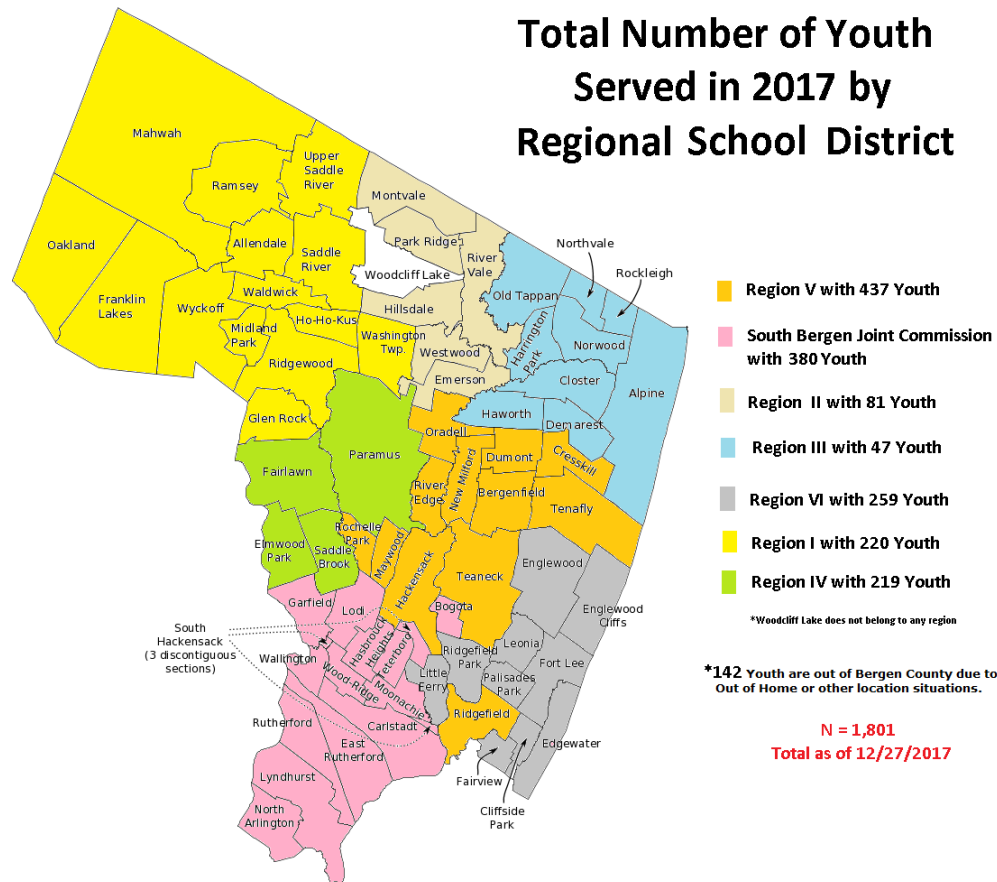 Total Number of Youth
Served in 2017 by
Regional School District
Mahwah
Upper
Saddle
River
Ramsey
Montvale
Oakland
Allendale
Saddle
River
Park Ridge
River
Vale
Woodcliff Lake
Northvale
Rockleigh
Franklin
Lakes
Wyckoff
Waldwick
Hillsdale
Old Tappan
Midland
Park
Ho-Ho-Kus
Washington
Twp.
Harrington
Park
Norwood
Ridgewood
Westwood
Emerson
Closter
Alpine
Glen Rock
Haworth
Demarest
Oradell
Fairlawn
Paramus
Dumont
Cresskill
River
Edge
New Milford
Bergenfield
Tenafly
Elmwood
Park
Saddle
Brook
Rochelle
Park
Maywood
Hackensack
Teaneck
Englewood
Englewood
Cliffs
Garfield
Lodi
Bogota
South
Hackensack
(3 discontiguous
sections)
Hasbrouck
Heights
Teterboro
Leonia
Fort Lee
Wallington
Wood-Ridge
Moonachie
Little
Ferry
Ridgefield
Park
Palisades
Park
Rutherford
Carlstadt
Ridgefield
East
Rutherford
Edgewater
Lyndhurst
Fairview
North
Arlington
Cliffside
Park
Region V with 437 Youth
South Bergen Joint Commission
with 380 Youth
Region II with 81 Youth
Region III with 47 Youth
Region VI with 259 Youth
Region I with 220 Youth
Region IV with 219 Youth
*Woodcliff Lake does not belong to any region
*142 Youth are out of Bergen County due to
Out of Home or other location situations.
N = 1,801
Total as of 12/27/2017